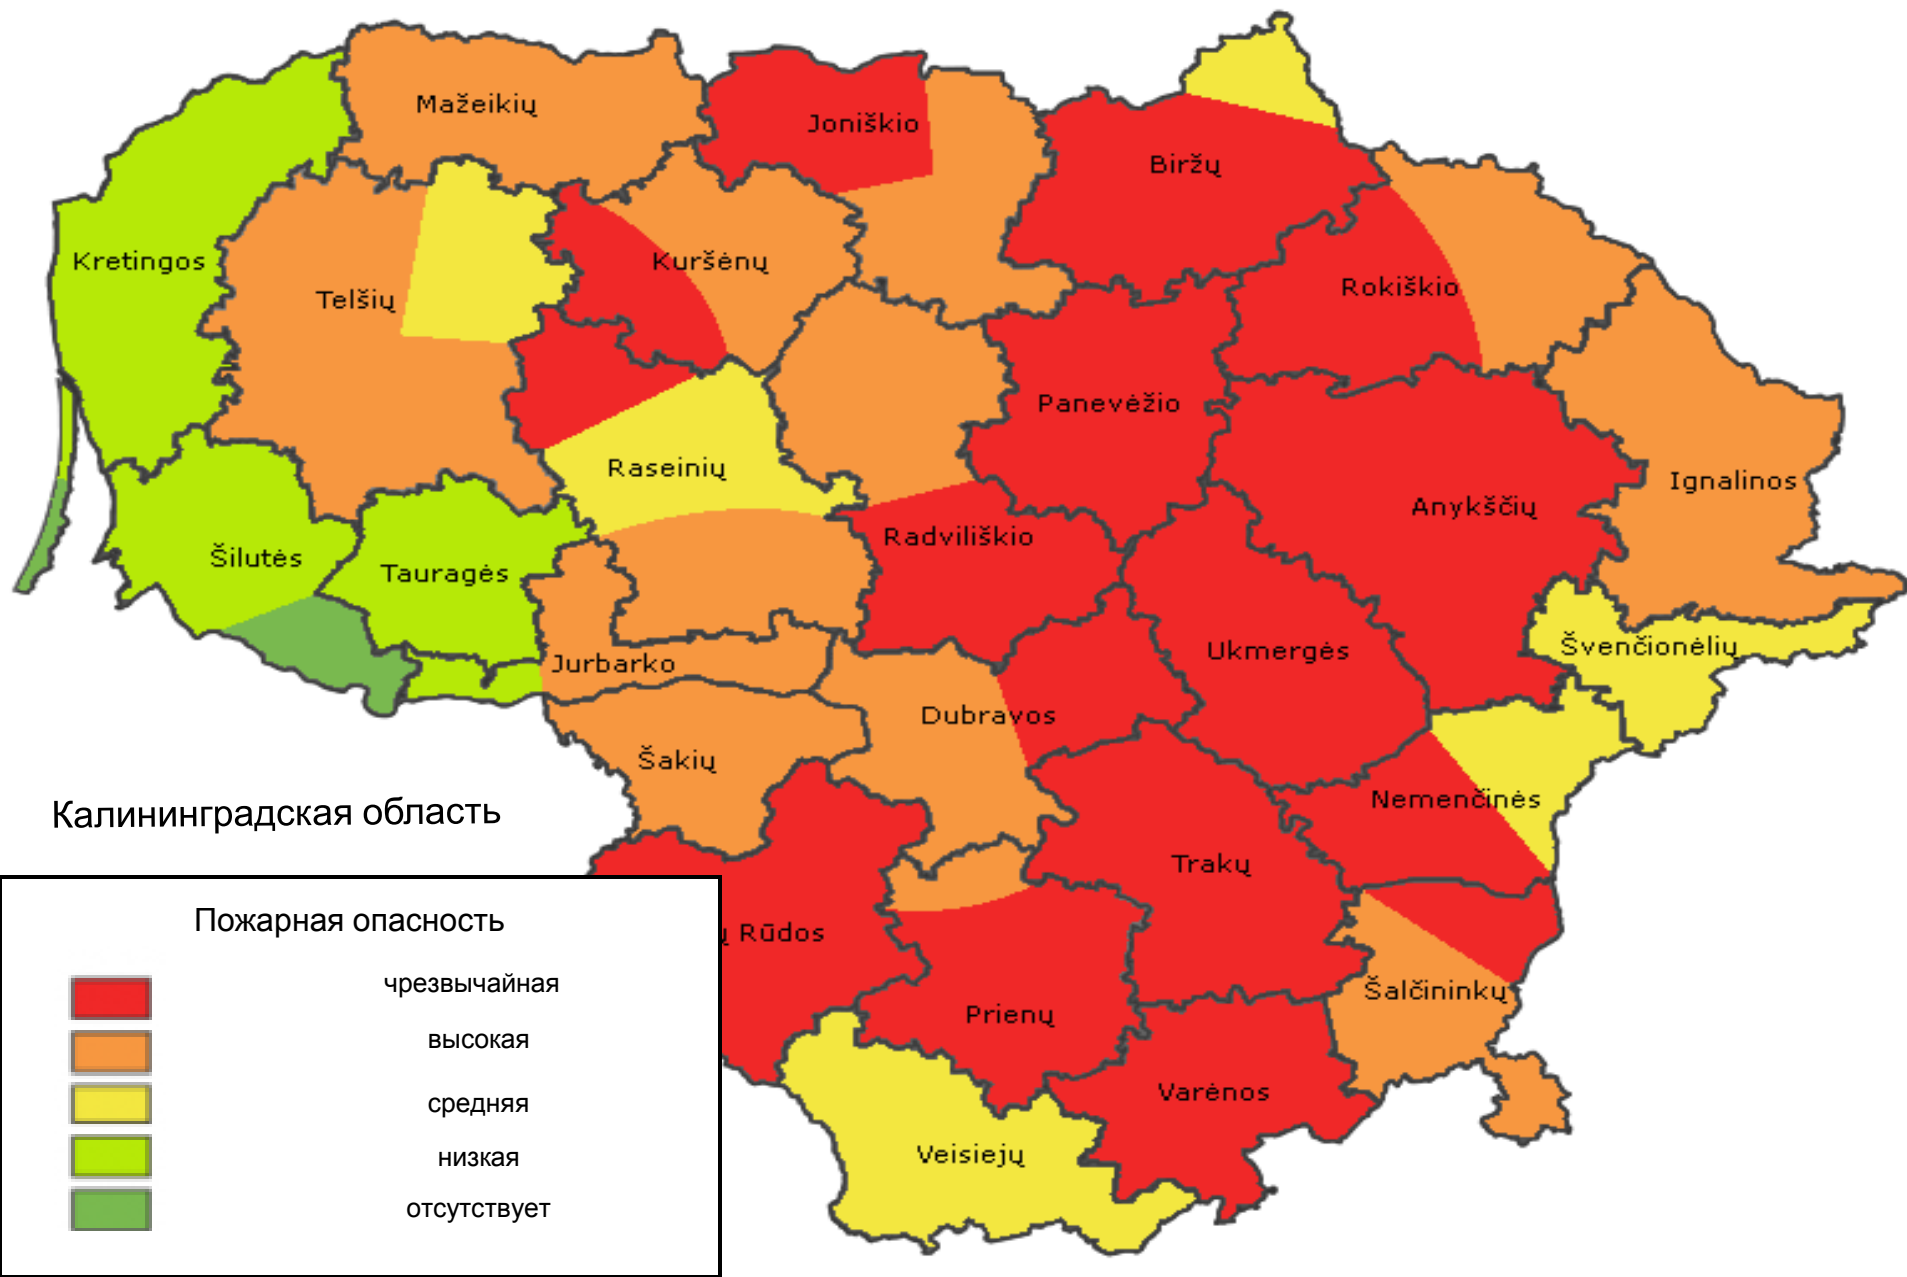 Mažeikių
Joniškio
Biržų
Kretingos
Telšių
Kuršėnų
Rokiškio
Panevėžio
Raseinių
Ignalinos
Anykščių
Radviliškio
Šilutės
Tauragės
Jurbarko
Ukmergės
Švenčionėlių
Dubravos
Šakių
Nemenčinės
Калининградская область
Trakų
ų Rūdos
Šalčininkų
Prienų
Varėnos
Veisiejų
Пожарная опасность
чрезвычайная
высокая
средняя
низкая
отсутствует